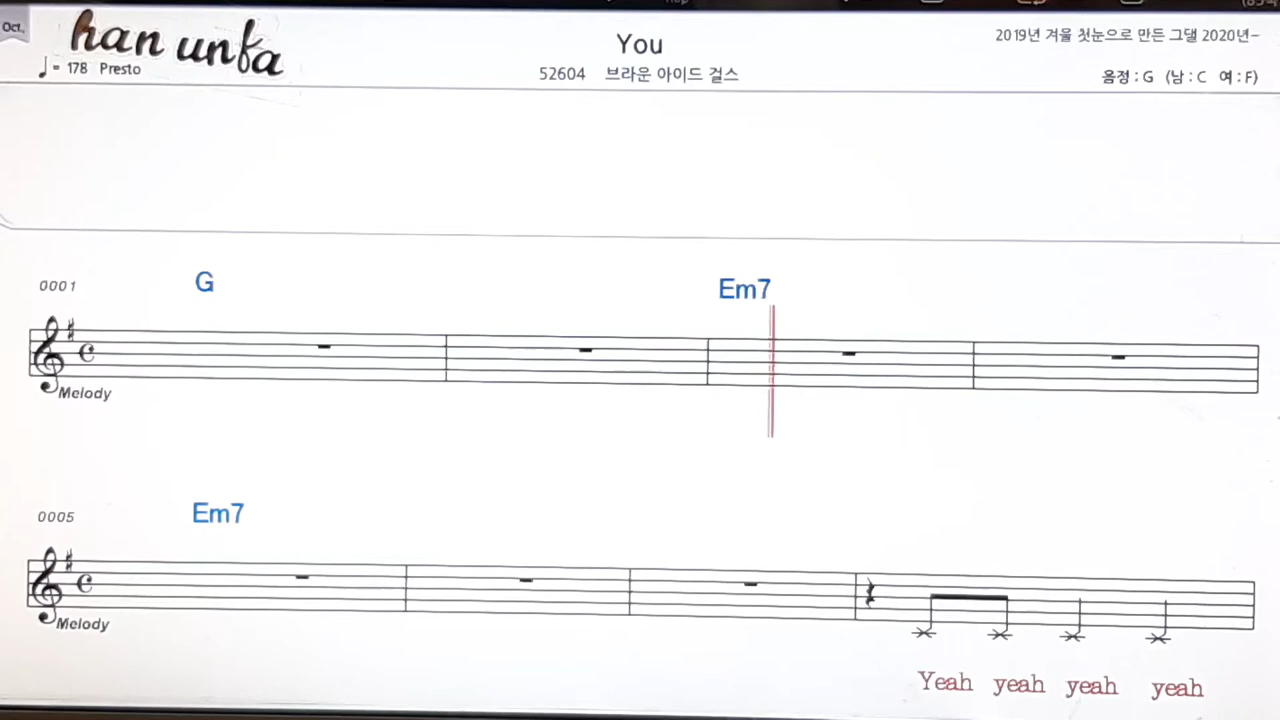 Oct.
han unfa
You
2019년 겨울 첫눈으로 만든 그댈 2020년-
♩= 178 Presto
52604 브라운 아이드 걸스
음정 : G (남 : C 여 : F)
0001
G
Em7
Melody
0005
Em7
Melody
Yeah yeah yeah yeah